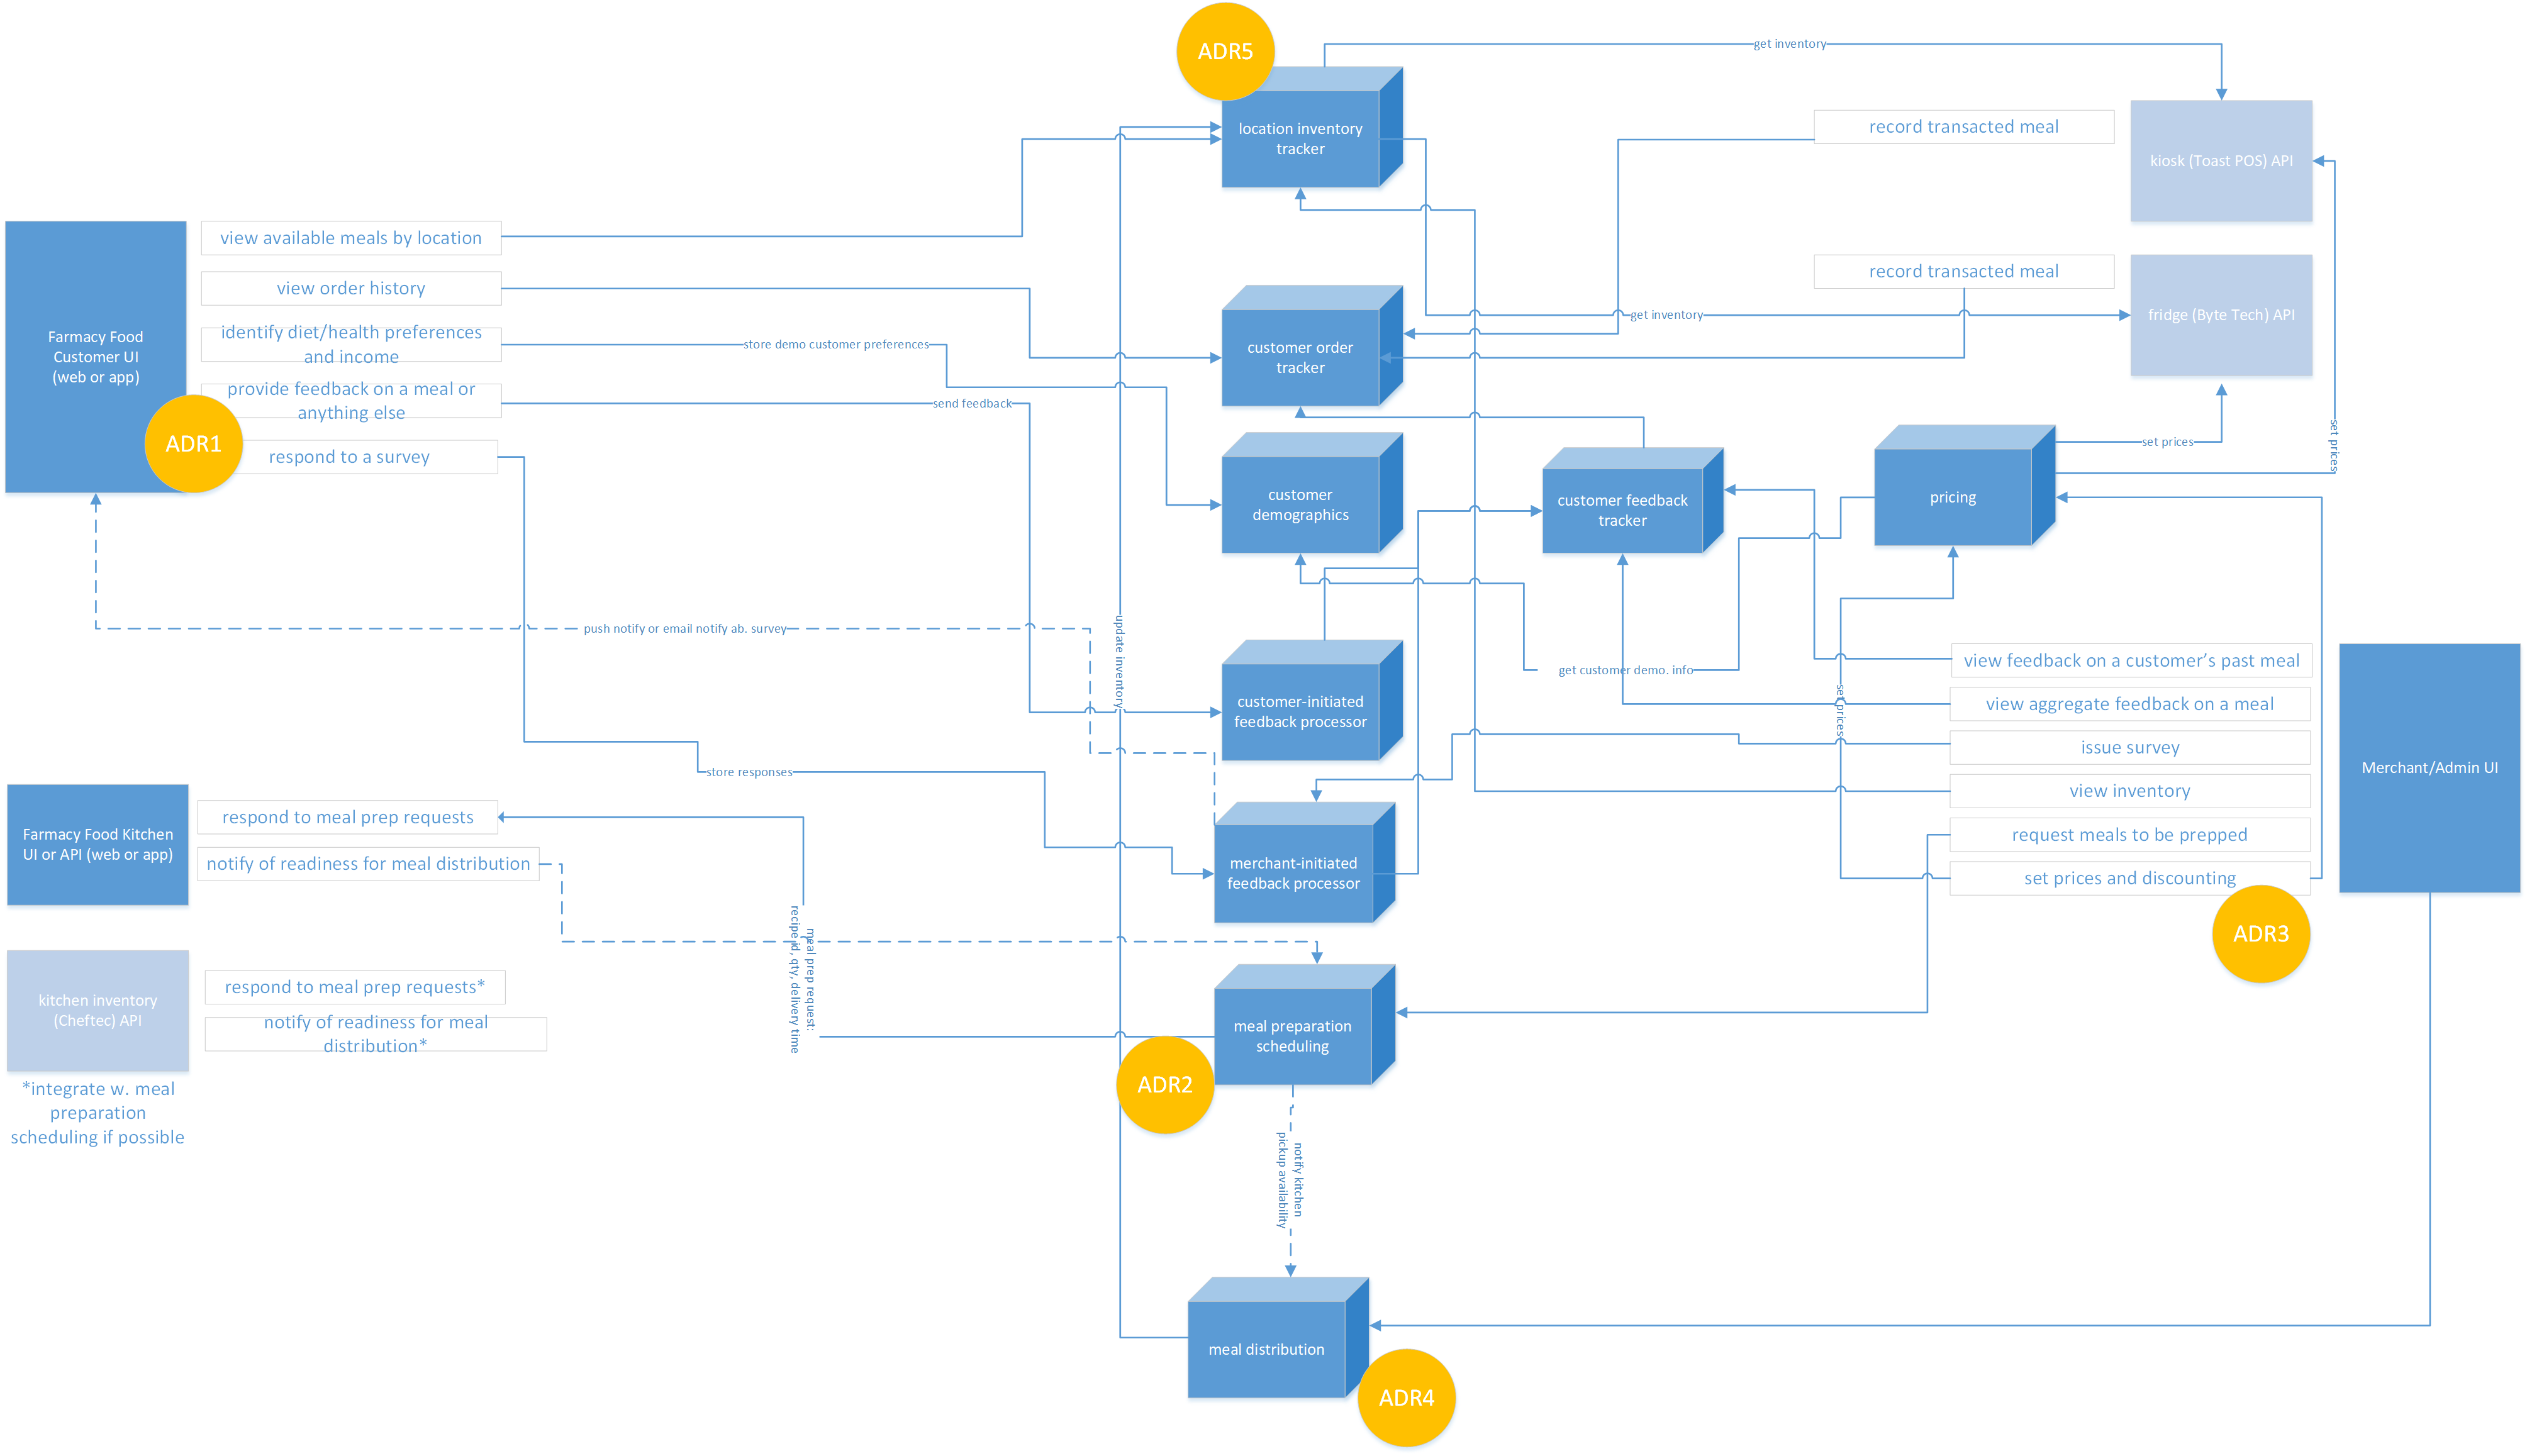 ADR5
get inventory
location inventory
tracker
record transacted meal
kiosk (Toast POS) API
view available meals by location
view order history
identify diet/health preferences
and income
provide feedback on a meal or
anything else
respond to a survey
Farmacy Food
Customer UI
(web or app)
ADR1
store demo customer preferences
send feedback
customer order
tracker
record transacted meal
get inventory
fridge (Byte Tech) API
customer
demographics
customer feedback
tracker
pricing
set prices
set prices
push notify or email notify ab. survey
update inventory
get customer demo. info
set prices
customer-initiated
feedback processor
view feedback on a customer's past meal
view aggregate feedback on a meal
issue survey
view inventory
request meals to be prepped
set prices and discounting
Merchant/Admin UI
ADR3
store responses
Farmacy Food Kitchen
UI or API (web or app)
respond to meal prep requests
notify of readiness for meal distribution
merchant-initiated
feedback processor
meal prep request:
recipe id, qty, delivery time
kitchen inventory
(Cheftec) API
respond to meal prep requests*
notify of readiness for meal
distribution*
*integrate w. meal
preparation
scheduling if possible
meal preparation
scheduling
ADR2
notify kitchen
pickup availability
meal distribution
ADR4